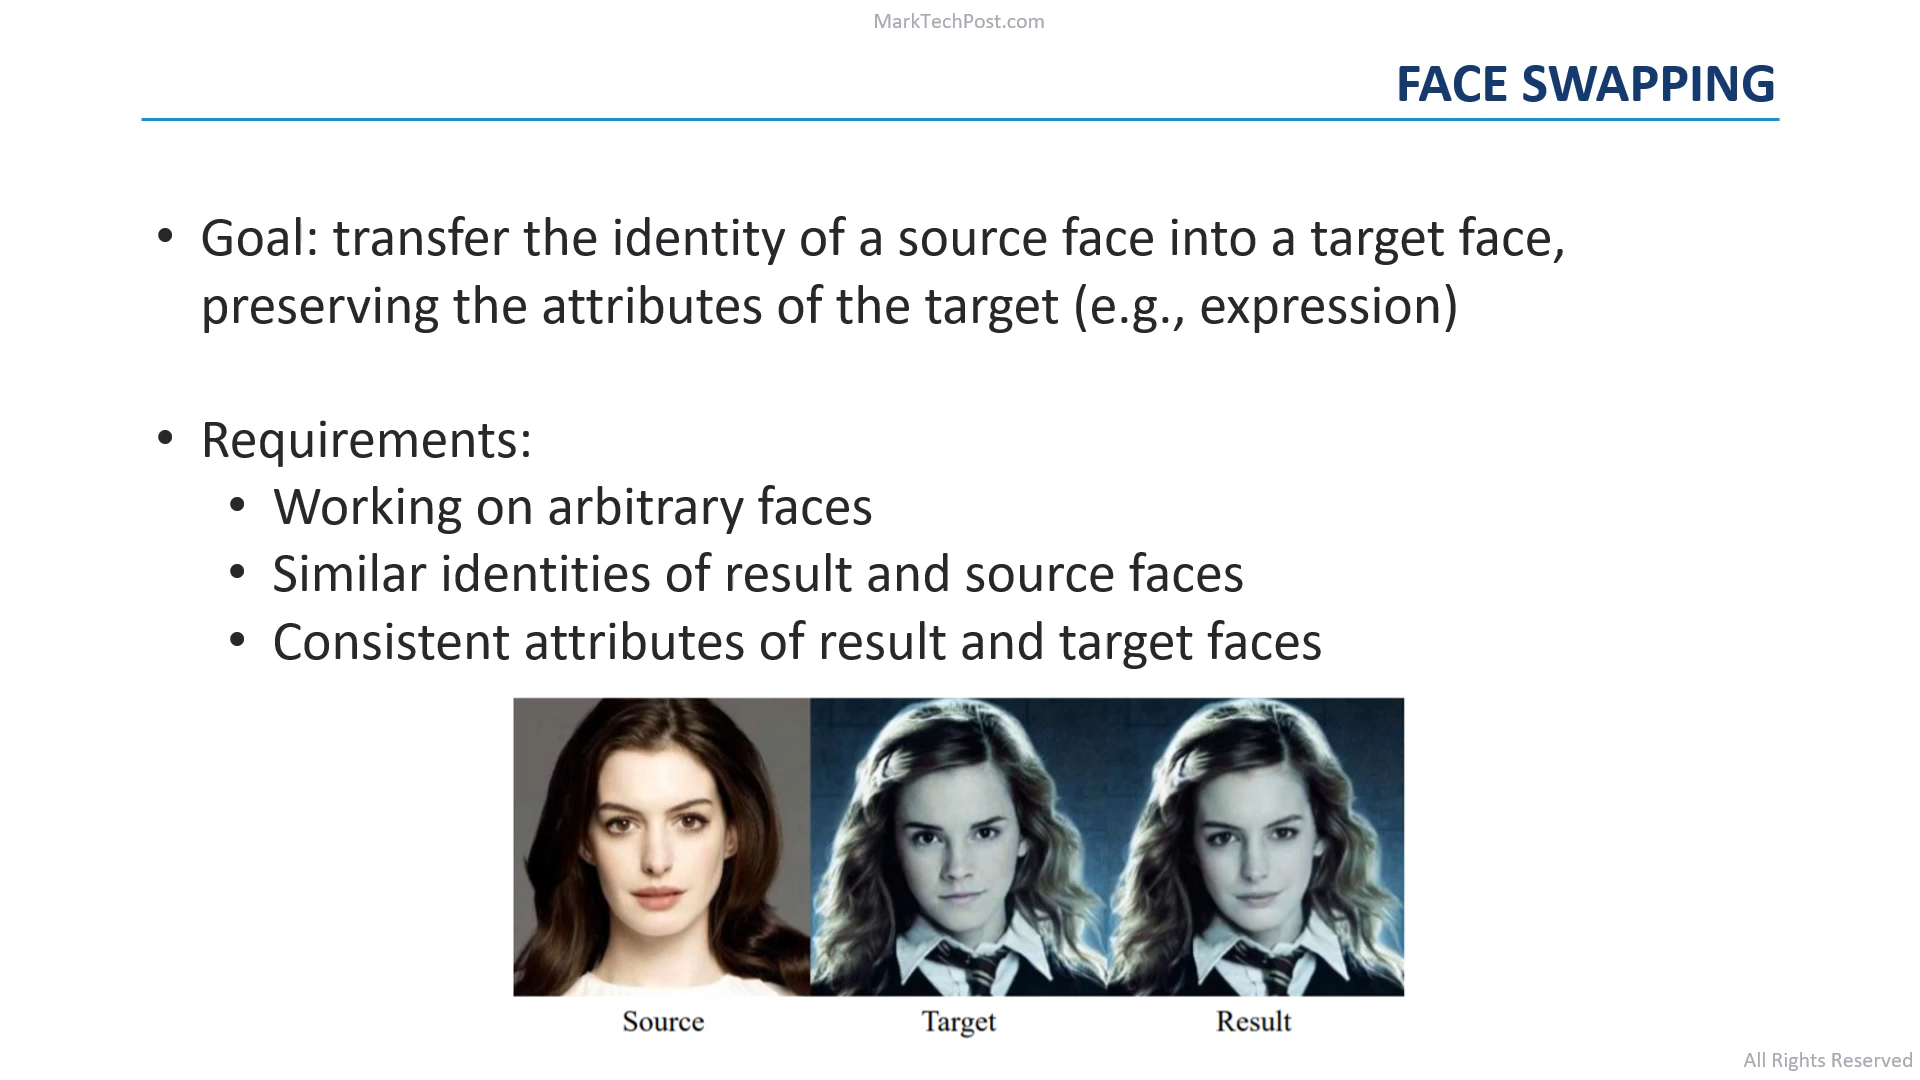 MarkTechPost.com
FACE SWAPPING
• Goal: transfer the identity of a source face into a target face,
preserving the attributes of the target (e.g., expression)
• Requirements:
• Working on arbitrary faces
• Similar identities of result and source faces
• Consistent attributes of result and target faces
Source Target Result
All Rights Reserved